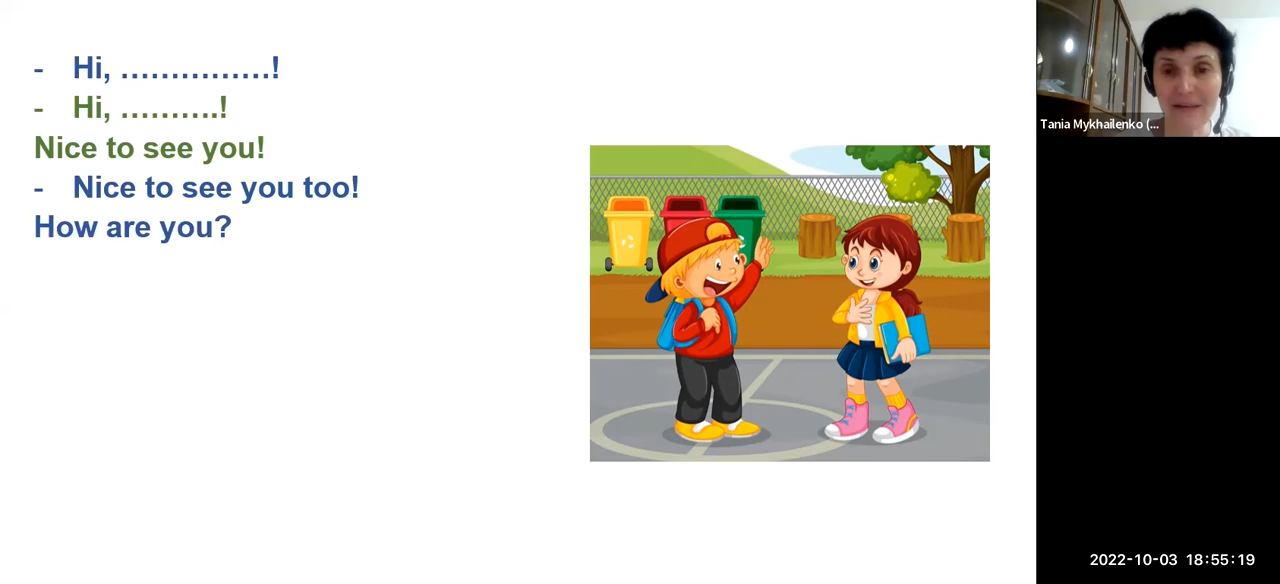 - Hi, ……………!
- Hi, ……….!
Nice to see you!
- Nice to see you too!
How are you?
Tania Mykhailenko (...
2022-10-03 18:55:19